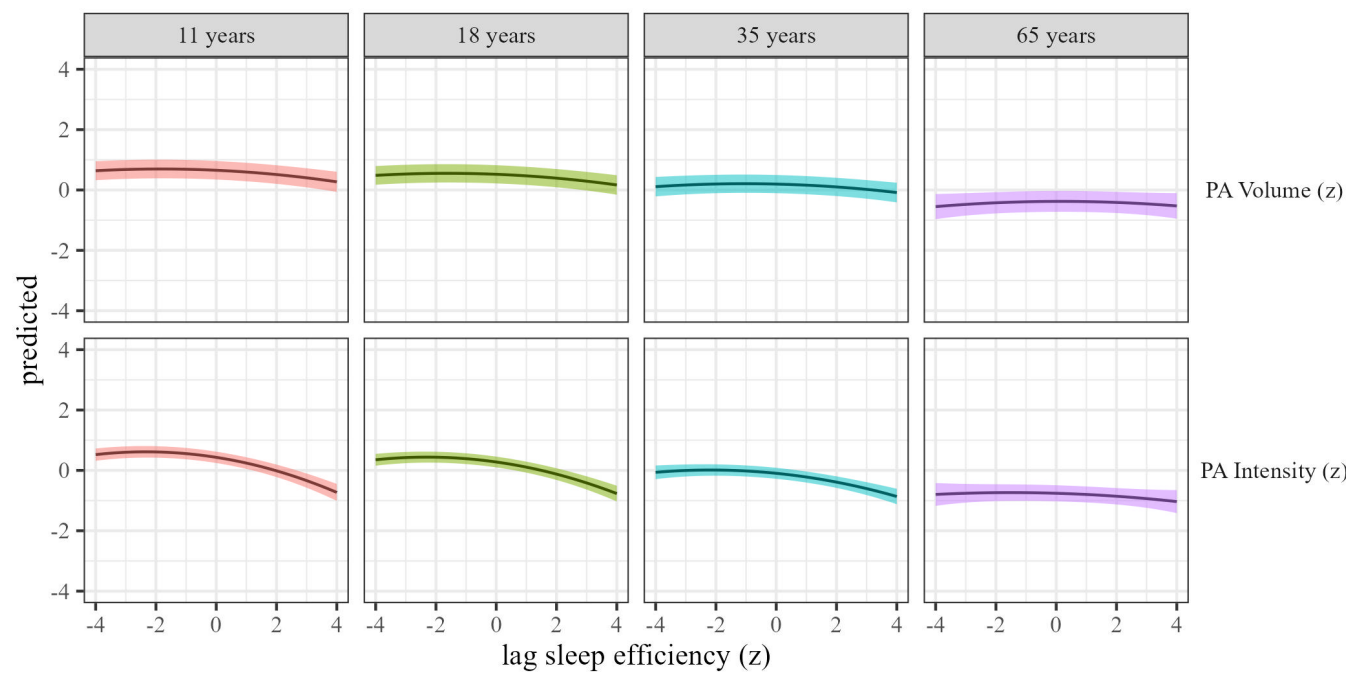 11 years 18 years 35 years 65 years
4
2
0
-2
-4
PA Volume (z)
predicted
4
2
0
-2
-4
PA Intensity (z)
-4 -2 0 2 4 -4 -2 0 2 4 -4 -2 0 2 4 -4 -2 0 2 4
lag sleep efficiency (z)